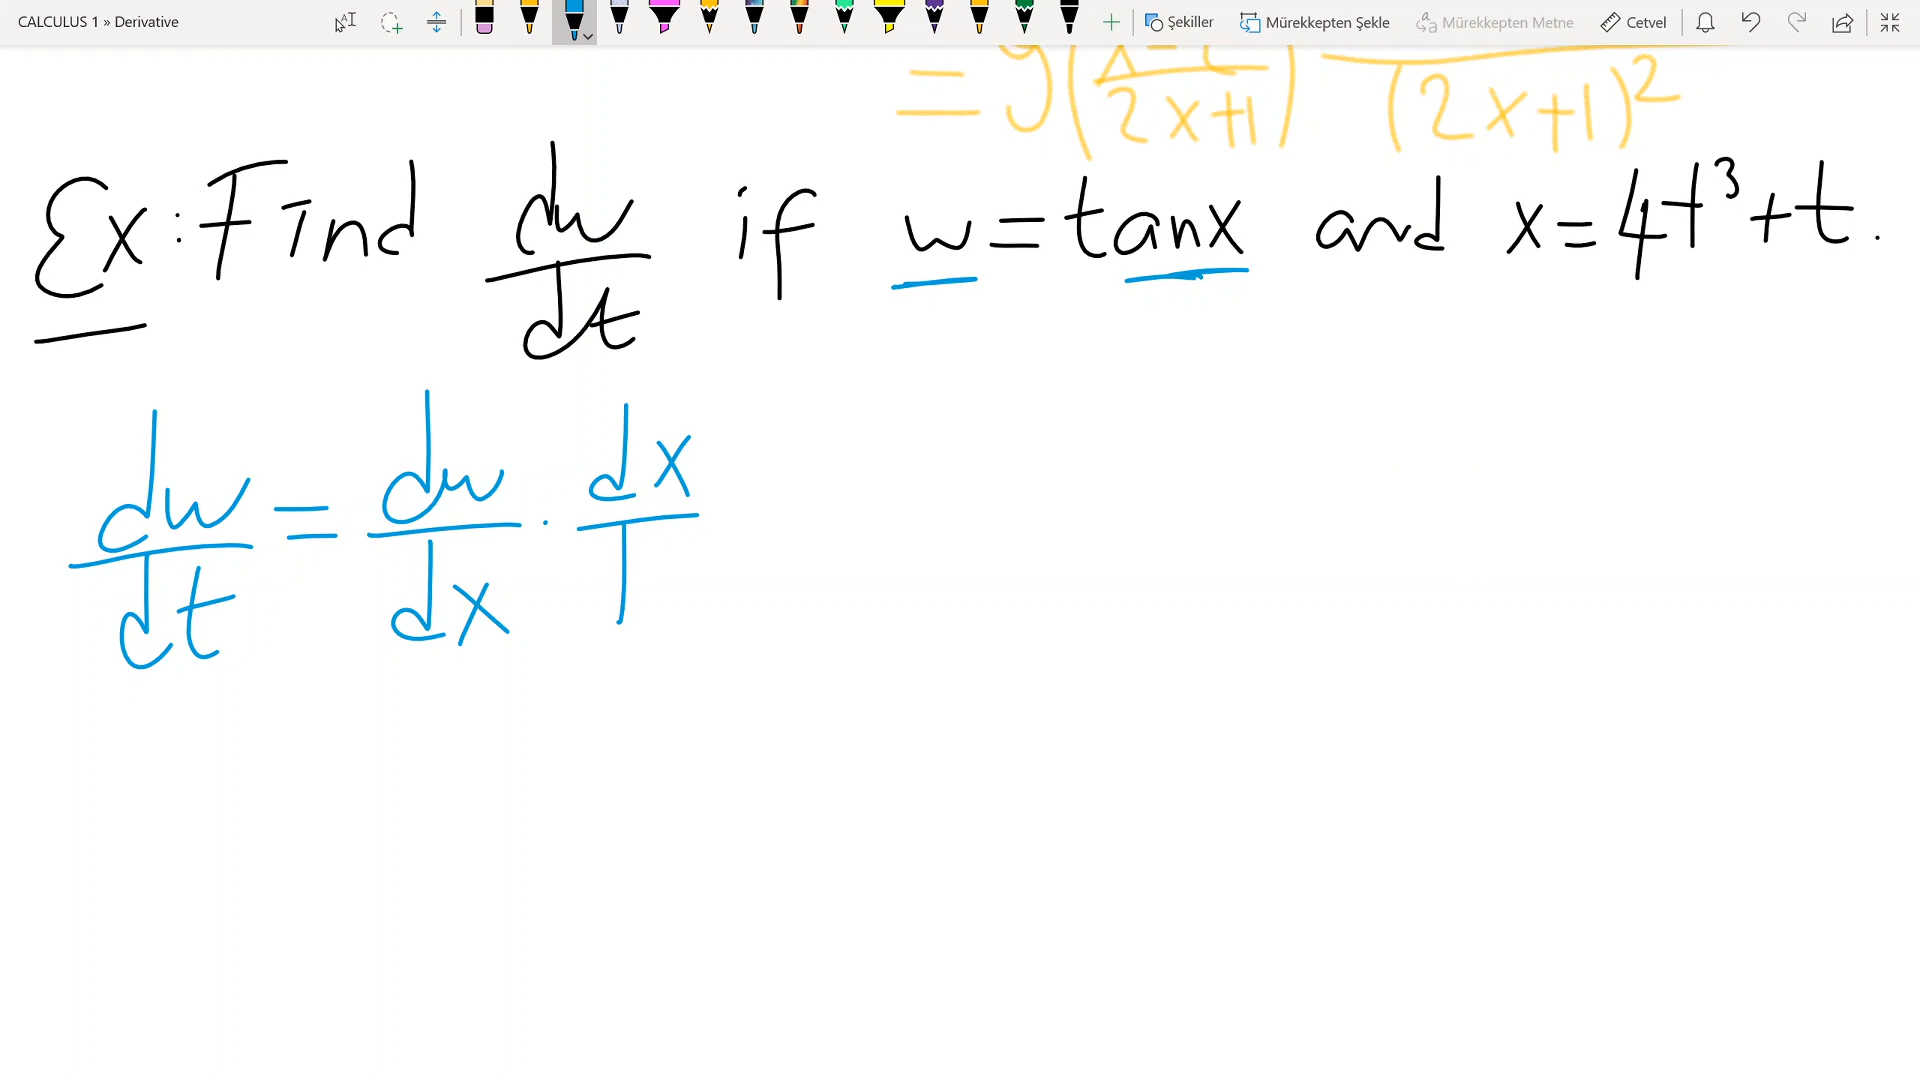 CALCULUS 1 » Derivative Şekiller Mürekkepten Şekle Mürekkepten Metne Cetvel
= 9( / 2x+1) / (2x+1)²
Ex: Find dw/dt if w = tanx and x = 4t³ + t.
dw/dt = dw/dx · dx/